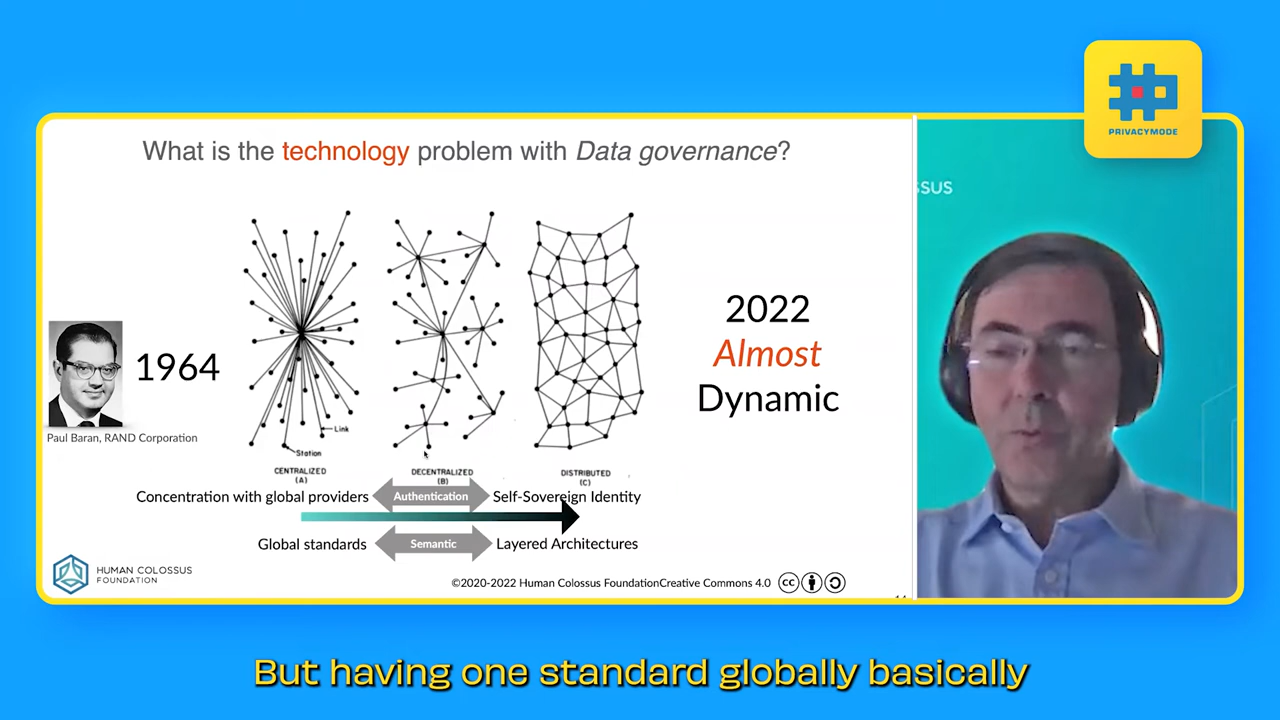 PRIVACYMODE
What is the technology problem with Data governance?
SSUS
1964
Paul Baran, RAND Corporation
Link
Station
CENTRALIZED
(A)
DECENTRALIZED
(B)
DISTRIBUTED
(C)
2022
Almost
Dynamic
Concentration with global providers
Authentication
Self-Sovereign Identity
Global standards
Semantic
Layered Architectures
HUMAN COLOSSUS
FOUNDATION
©2020-2022 Human Colossus FoundationCreative Commons 4.0
cc
But having one standard globally basically